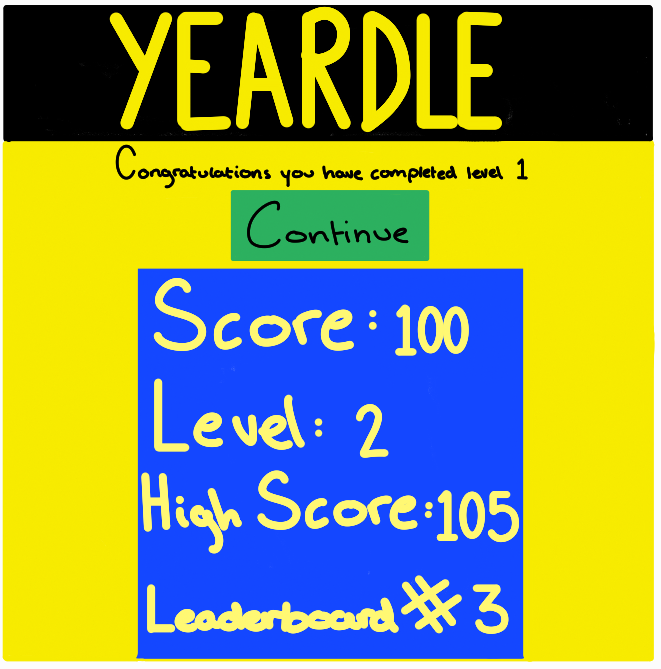 YEARDLE
Congratulations you have completed level 1
Continue
Score: 100
Level: 2
High Score:105
Leaderboard #3